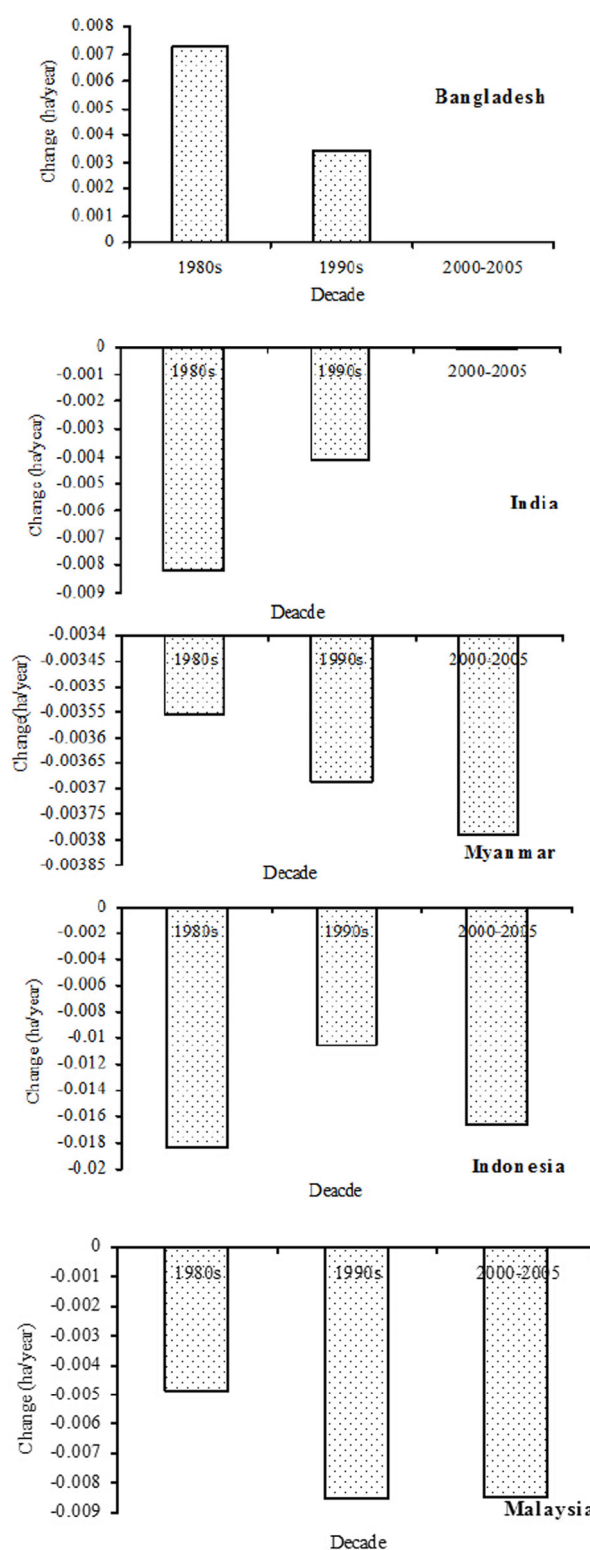 0.008
0.007
0.006
0.005
0.004
0.003
0.002
0.001
0
Change (ha/year)
Bangladesh
1980s 1990s 2000-2005
Decade
0
-0.001
-0.002
-0.003
-0.004
-0.005
-0.006
-0.007
-0.008
-0.009
Change (ha/year)
1980s 1990s 2000-2005
India
Deacde
-0.0034
-0.00345
-0.0035
-0.00355
-0.0036
-0.00365
-0.0037
-0.00375
-0.0038
-0.00385
Change(ha/year)
1980s 1990s 2000-2005
Myanmar
Decade
0
-0.002
-0.004
-0.006
-0.008
-0.01
-0.012
-0.014
-0.016
-0.018
-0.02
Change (ha/year)
1980s 1990s 2000-2005
Indonesia
Deacde
0
-0.001
-0.002
-0.003
-0.004
-0.005
-0.006
-0.007
-0.008
-0.009
Change (ha/year)
1980s 1990s 2000-2005
Malaysia
Decade